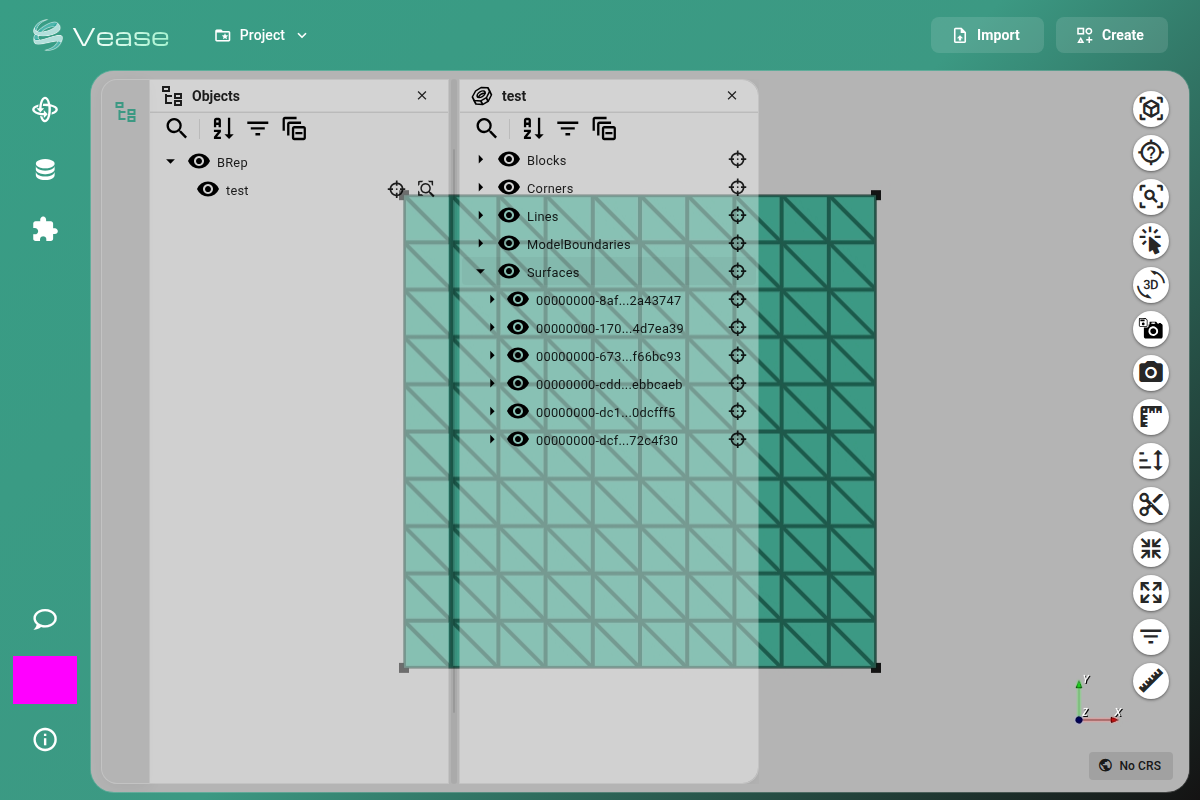 Vease
Project
Import
Create
Objects
test
BRep
test
Blocks
Corners
Lines
ModelBoundaries
Surfaces
00000000-8af...2a43747
00000000-170...4d7ea39
00000000-673...f66bc93
00000000-cdd...ebbcaeb
00000000-dc1...0dcfff5
00000000-dcf...72c4f30
3D
Y
Z
X
No CRS